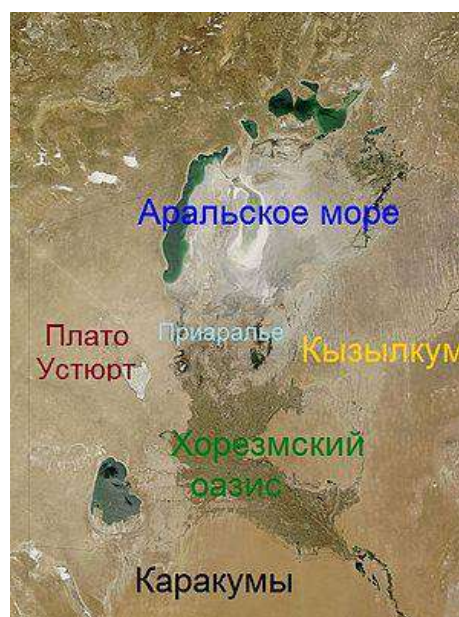 Аральское море
Приаралье
Плато
Устюрт
Кызылкум
Хорезмский
оазис
Каракумы